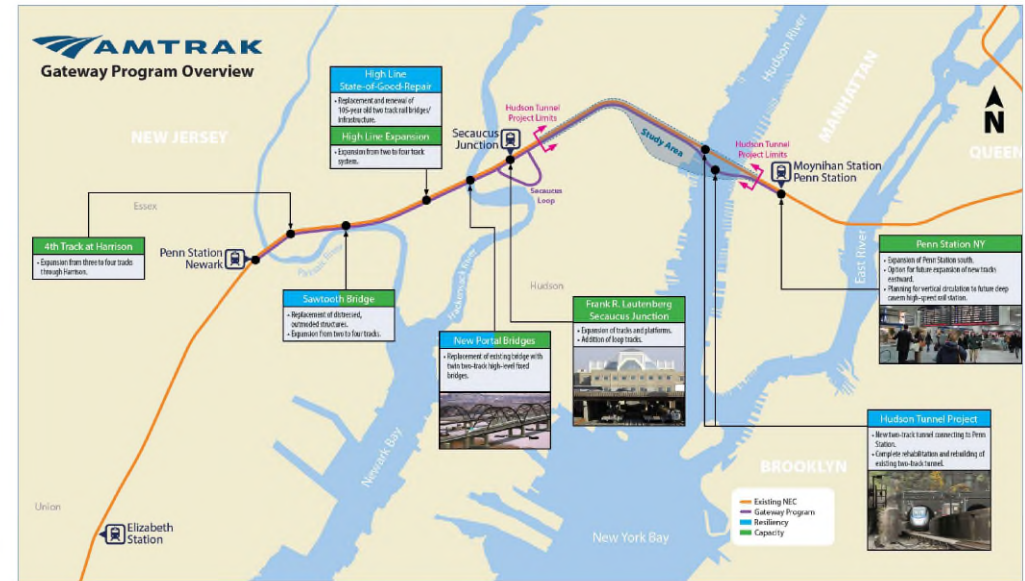 AMTRAK
Gateway Program Overview
NEW JERSEY
High Line
State-of-Good-Repair
• Replacement and renewal of
105-year old two track rail bridges/
infrastructure.
High Line Expansion
• Expansion from two to four track
system.
Secaucus
Junction
Hudson Tunnel
Project Limits
Secaucus
Loop
Study Area
Hudson River
MANHATTAN
N
QUEEN
Hudson Tunnel
Project Limits
Moynihan Station
Penn Station
Essex
4th Track at Harrison
• Expansion from three to four tracks
through Harrison.
Penn Station
Newark
Passaic River
Hackensack River
Hudson
East River
Sawtooth Bridge
• Replacement of distressed,
outmoded structures.
• Expansion from two to four tracks.
New Portal Bridges
• Replacement of existing bridge with
twin two-track high-level fixed
bridges.
Frank R. Lautenberg
Secaucus Junction
• Expansion of tracks and platforms.
• Addition of loop tracks.
Penn Station NY
• Expansion of Penn Station south.
• Option for future expansion of new tracks
eastward.
• Planning for vertical circulation to future deep
cavern high-speed rail station.
Hudson Tunnel Project
• New two-track tunnel connecting to Penn
Station.
• Complete rehabilitation and rebuilding of
existing two-track tunnel.
Newark Bay
BROOKLYN
Existing NEC
Gateway Program
Resiliency
Capacity
Union
Elizabeth
Station
New York Bay